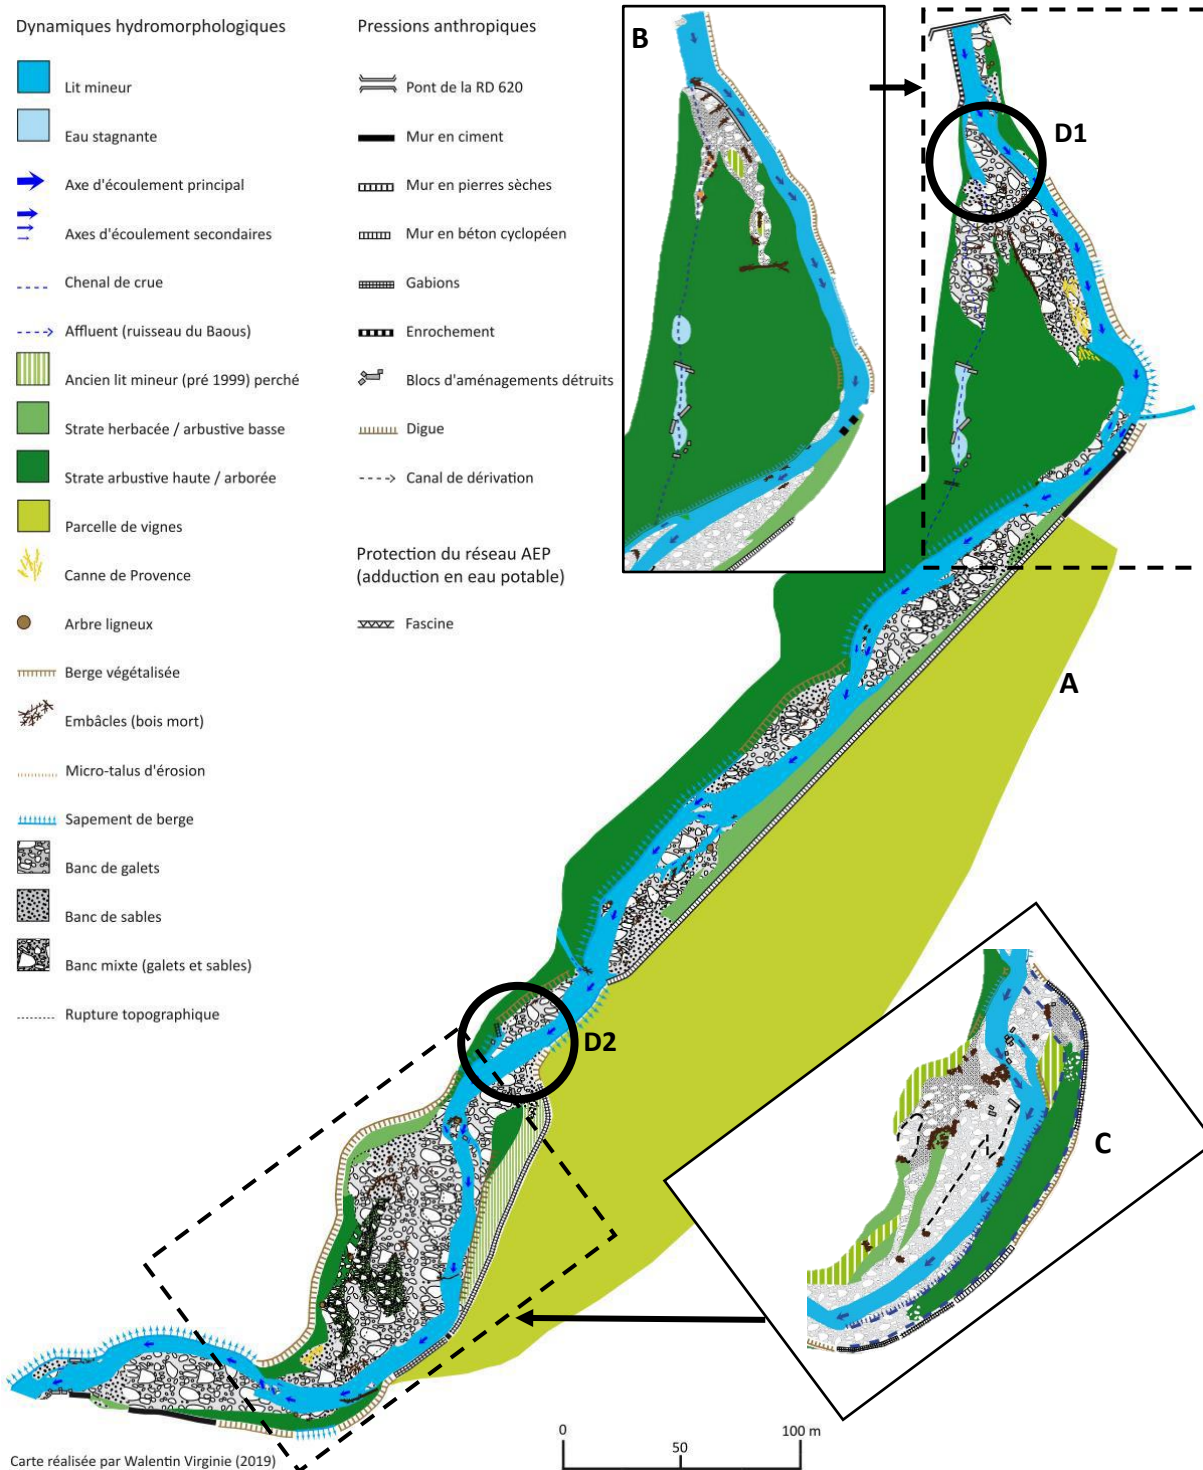 Dynamiques hydromorphologiques
Lit mineur
Eau stagnante
Axe d'écoulement principal
Axes d'écoulement secondaires
Chenal de crue
Affluent (ruisseau du Baous)
Ancien lit mineur (pré 1999) perché
Strate herbacée / arbustive basse
Strate arbustive haute / arborée
Parcelle de vignes
Canne de Provence
Arbre ligneux
Berge végétalisée
Embâcles (bois mort)
Micro-talus d'érosion
Sapement de berge
Banc de galets
Banc de sables
Banc mixte (galets et sables)
Rupture topographique
Pressions anthropiques
Pont de la RD 620
Mur en ciment
Mur en pierres sèches
Mur en béton cyclopéen
Gabions
Enrochement
Blocs d'aménagements détruits
Digue
Canal de dérivation
Protection du réseau AEP
(adduction en eau potable)
Fascine
B
D1
A
D2
C
0
50
100 m
Carte réalisée par Walentin Virginie (2019)